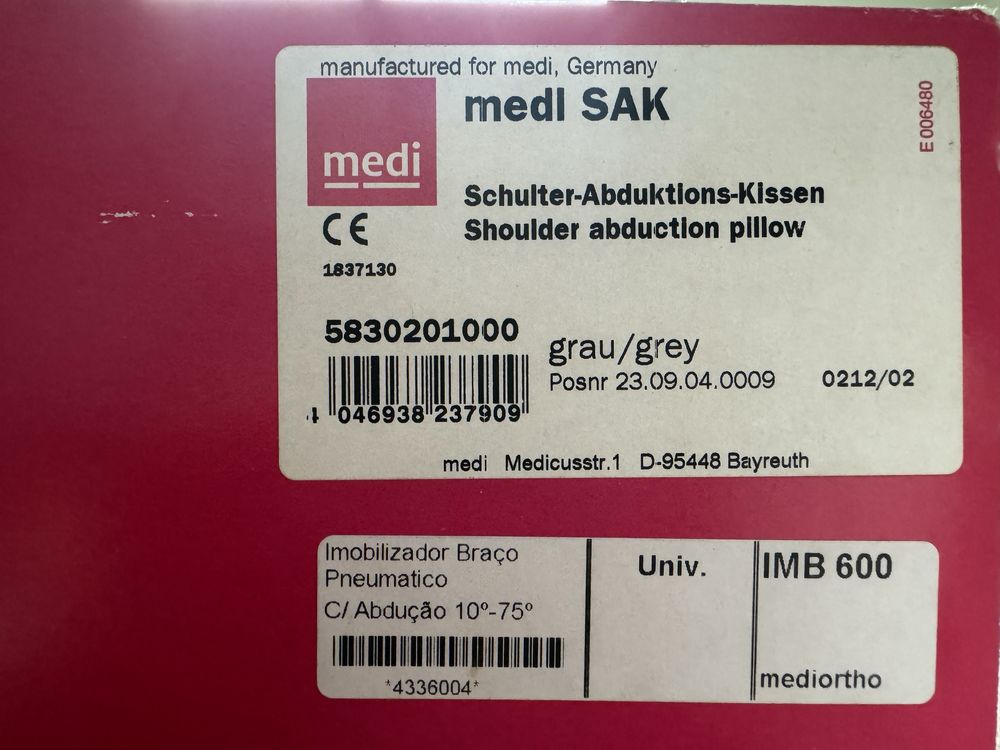 manufactured for medi, Germany
medi
medi SAK
E 006480
Schulter-Abduktions-Kissen
Shoulder abduction pillow
CE
1837130
5830201000
grau/grey
Posnr 23.09.04.0009
0212/02
4 046938 237909
medi Medicusstr.1 D-95448 Bayreuth
Imobilizador Braço
Pneumatico
C/ Abdução 10º-75º
*4336004*
Univ.
IMB 600
mediortho